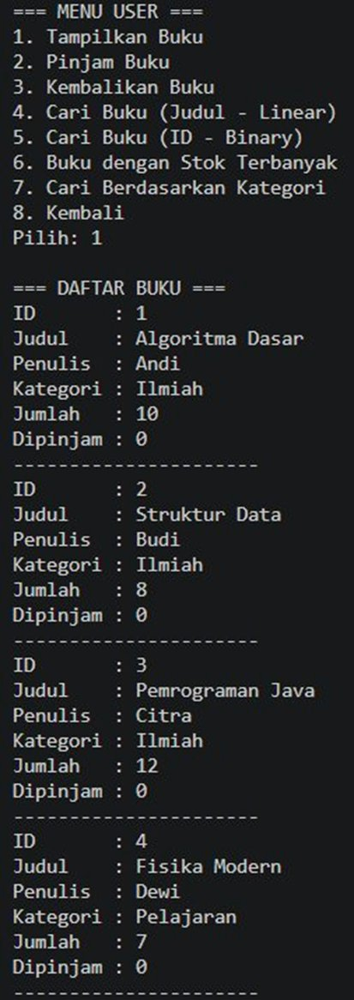 === MENU USER ===
1. Tampilkan Buku
2. Pinjam Buku
3. Kembalikan Buku
4. Cari Buku (Judul - Linear)
5. Cari Buku (ID - Binary)
6. Buku dengan Stok Terbanyak
7. Cari Berdasarkan Kategori
8. Kembali
Pilih: 1

=== DAFTAR BUKU ===
ID       : 1
Judul    : Algoritma Dasar
Penulis  : Andi
Kategori : Ilmiah
Jumlah   : 10
Dipinjam : 0
----------------------
ID       : 2
Judul    : Struktur Data
Penulis  : Budi
Kategori : Ilmiah
Jumlah   : 8
Dipinjam : 0
----------------------
ID       : 3
Judul    : Pemrograman Java
Penulis  : Citra
Kategori : Ilmiah
Jumlah   : 12
Dipinjam : 0
----------------------
ID       : 4
Judul    : Fisika Modern
Penulis  : Dewi
Kategori : Pelajaran
Jumlah   : 7
Dipinjam : 0
----------------------